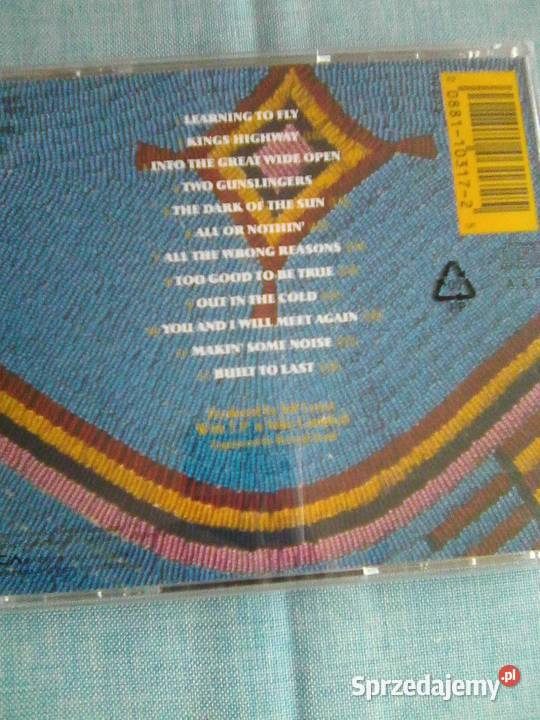 LEARNING TO FLY
KINGS HIGHWAY
INTO THE GREAT WIDE OPEN
TWO GUNSLINGERS
THE DARK OF THE SUN
ALL OR NOTHIN'
ALL THE WRONG REASONS
TOO GOOD TO BE TRUE
OUT IN THE COLD
YOU AND I WILL MEET AGAIN
MAKIN' SOME NOISE
BUILT TO LAST
Produced by Jeff Lynne
With T.P. & Mike Campbell
0881-10317-2
Sprzedajemy.pl